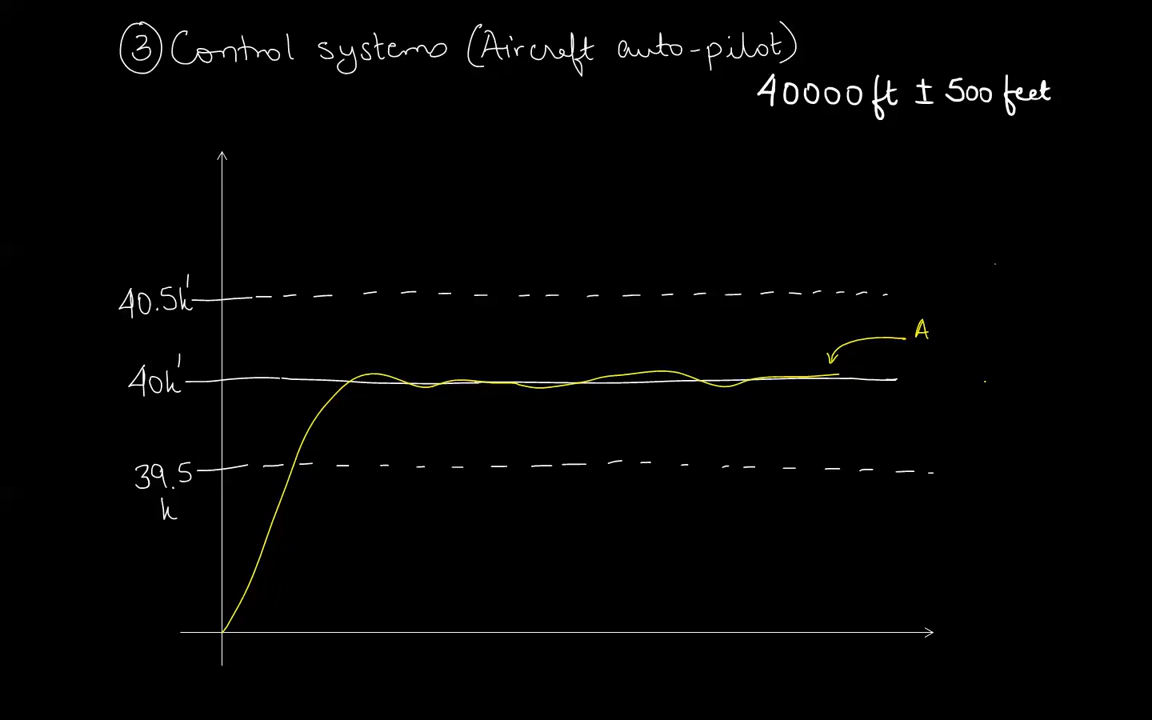 ③ Control systems (Aircraft auto-pilot)
40000 ft ± 500 feet
40.5k'
A
40k'
39.5
k